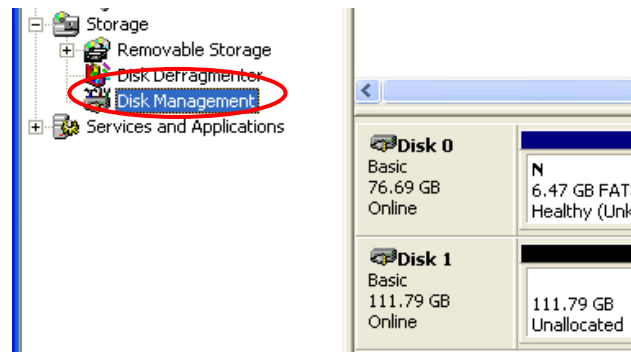 Storage
Removable Storage
Disk Defragmenter
Disk Management
Services and Applications
Disk 0
Basic
76.69 GB
Online
N
6.47 GB FAT
Healthy (Unk
Disk 1
Basic
111.79 GB
Online
111.79 GB
Unallocated